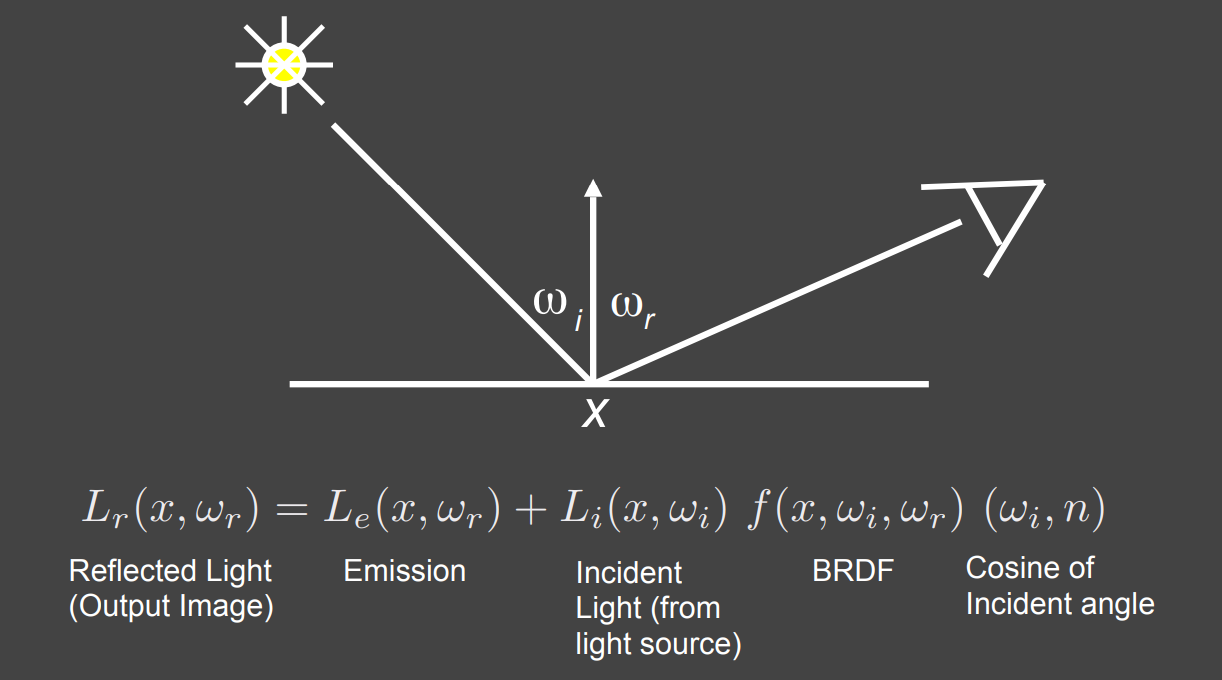 ω i ω r
x
L_r(x, ω_r) = L_e(x, ω_r) + L_i(x, ω_i) f(x, ω_i, ω_r) (ω_i, n)
Reflected Light
(Output Image)
Emission
Incident
Light (from
light source)
BRDF
Cosine of
Incident angle